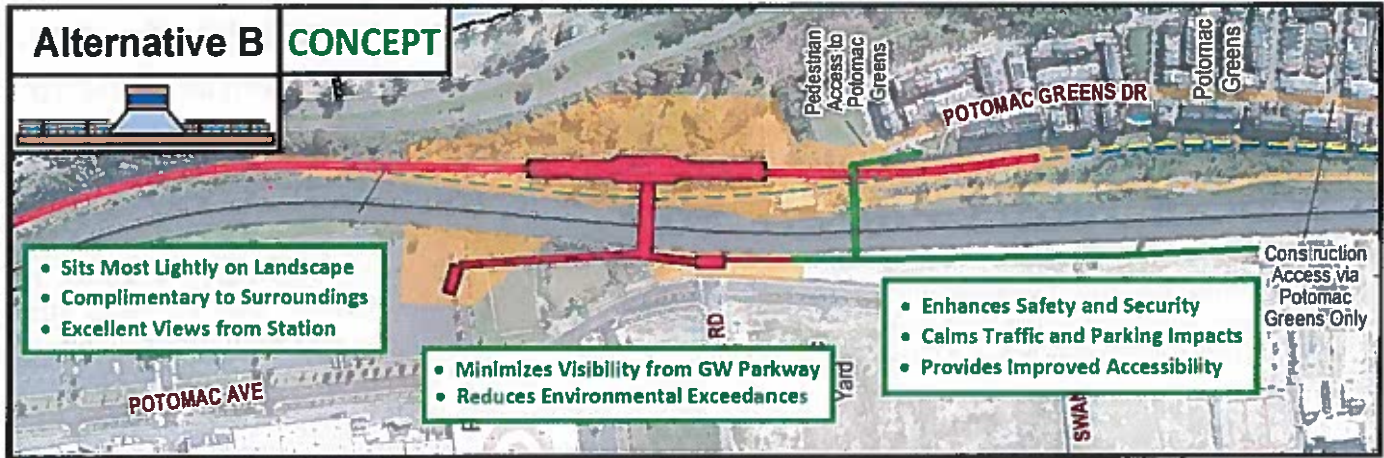 Alternative B
CONCEPT
Pedestrian
Access to
Potomac
Greens
POTOMAC GREENS DR
Potomac
Greens
• Sits Most Lightly on Landscape
• Complimentary to Surroundings
• Excellent Views from Station
• Minimizes Visibility from GW Parkway
• Reduces Environmental Exceedances
• Enhances Safety and Security
• Calms Traffic and Parking Impacts
• Provides Improved Accessibility
Construction
Access via
Potomac
Greens Only
POTOMAC AVE
RD
Yard
SWAN